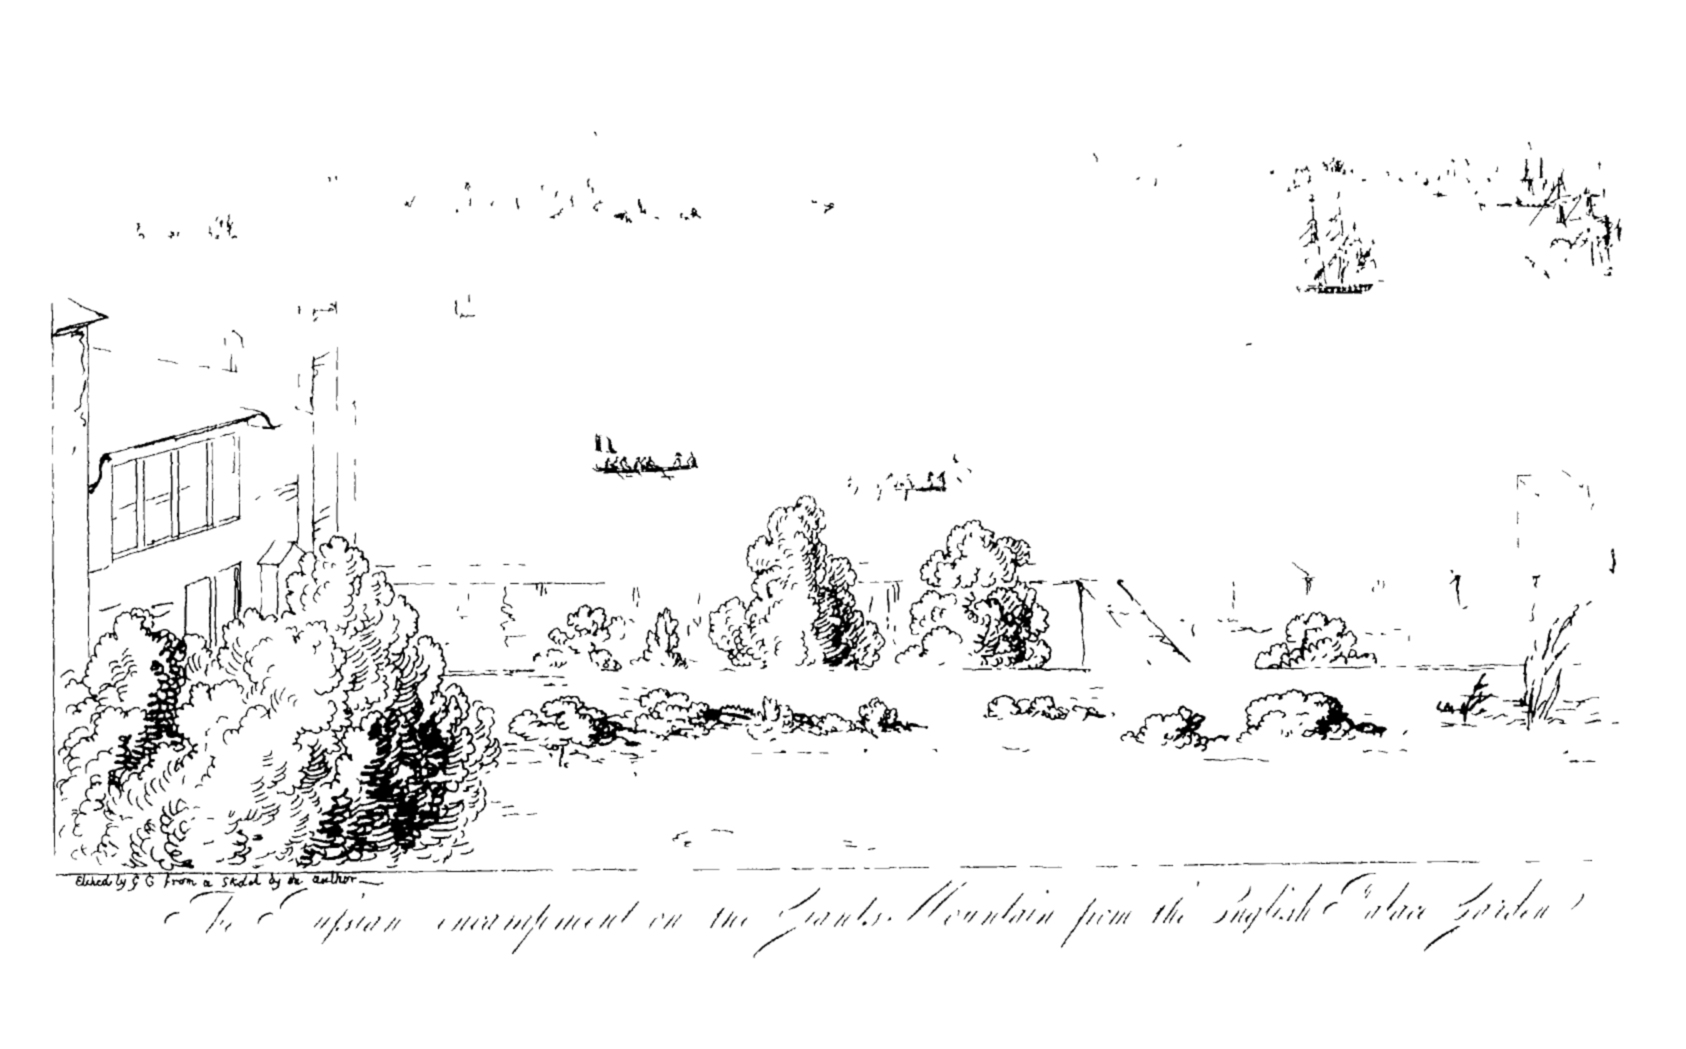 Etched by G G from a Sketch by the author
The Russian encampment on the Giants Mountain from the English Palace Garden